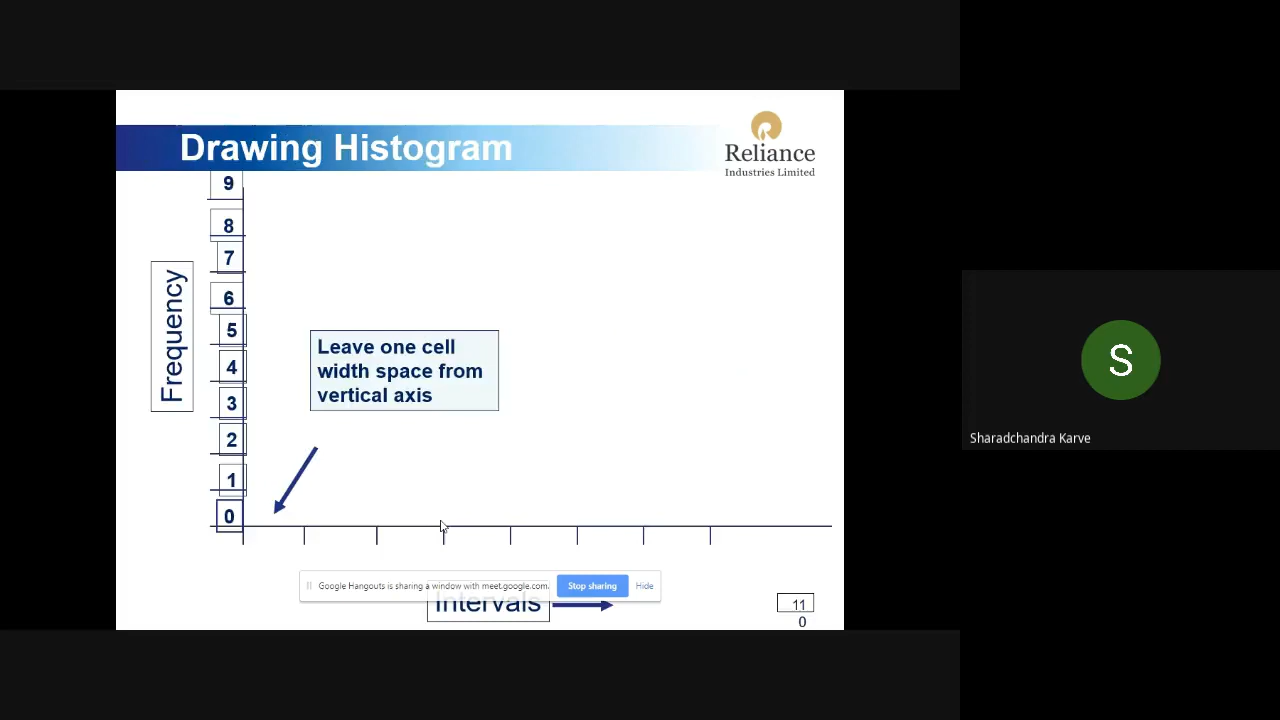 Drawing Histogram
Reliance
Industries Limited
9
8
7
6
5
4
3
2
1
0
Frequency
Leave one cell
width space from
vertical axis
S
Sharadchandra Karve
Google Hangouts is sharing a window with meet.google.com.
Stop sharing
Hide
Intervals
11
0